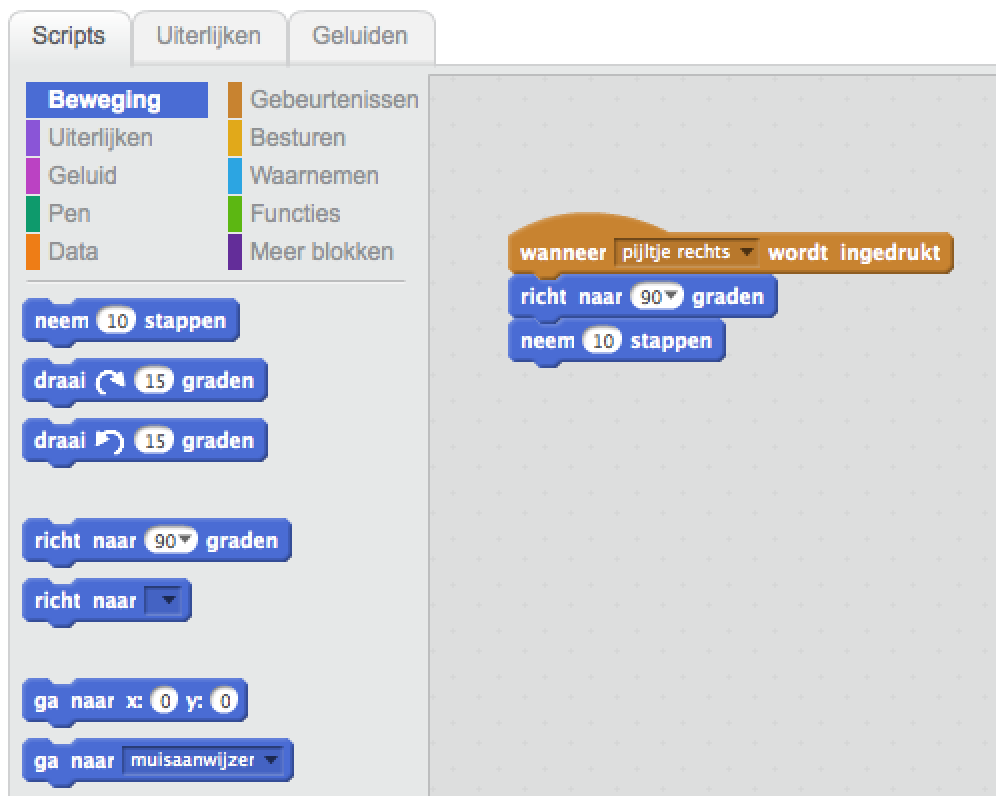 Scripts Uiterlijken Geluiden
Beweging Gebeurtenissen
Uiterlijken Besturen
Geluid Waarnemen
Pen Functies
Data Meer blokken
neem 10 stappen
draai 15 graden
draai 15 graden
richt naar 90 graden
richt naar
ga naar x: 0 y: 0
ga naar muisaanwijzer
wanneer pijltje rechts wordt ingedrukt
richt naar 90 graden
neem 10 stappen